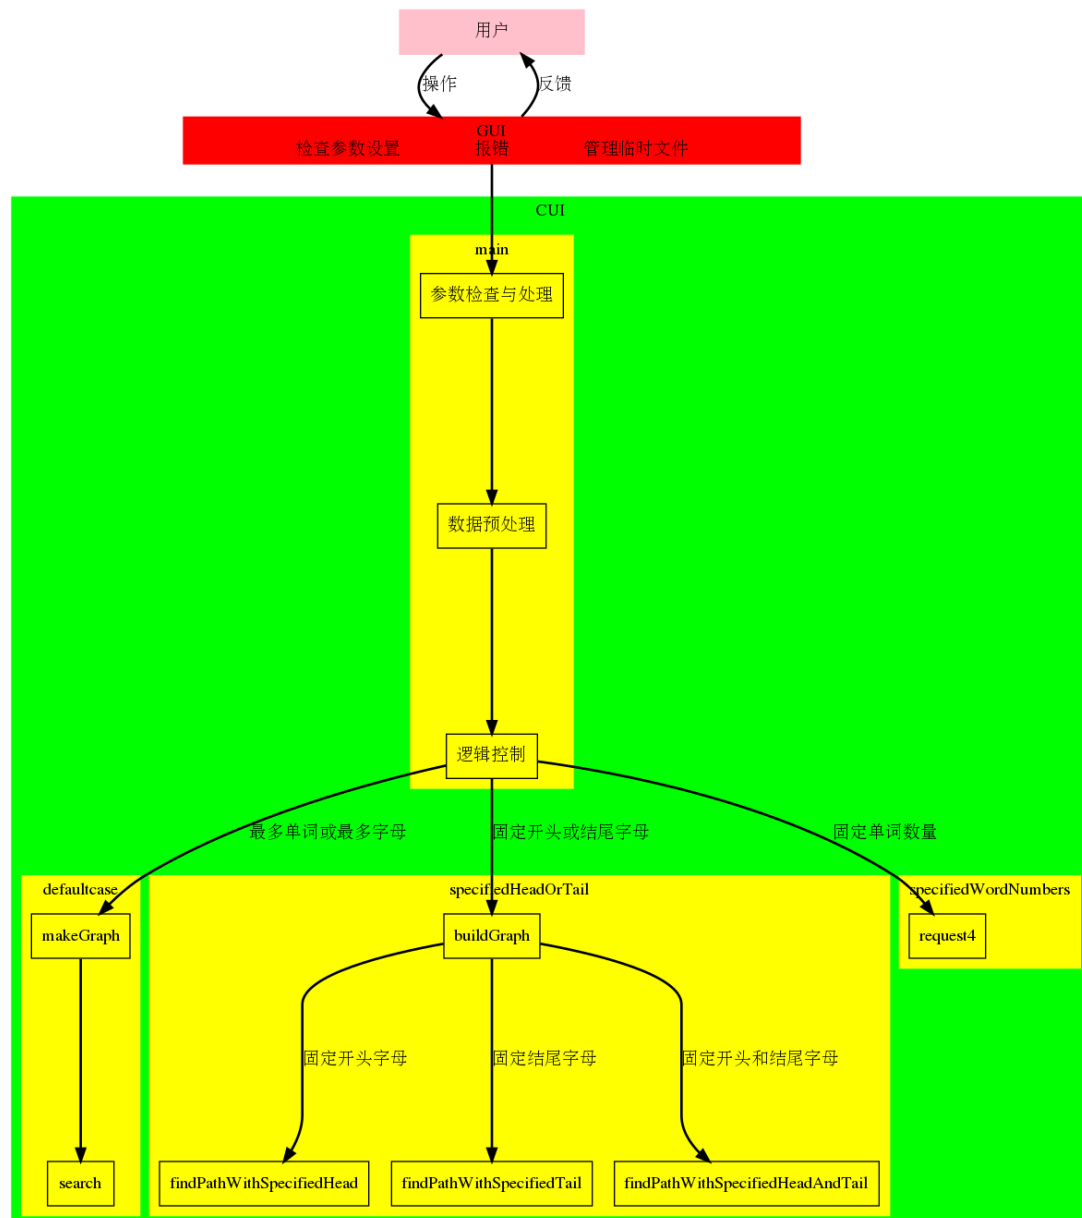 用户
操作
反馈
GUI
检查参数设置 报错 管理临时文件
CUI
main
参数检查与处理
数据预处理
逻辑控制
最多单词或最多字母
固定开头或结尾字母
固定单词数量
defaultcase
specifiedHeadOrTail
specifiedWordNumbers
makeGraph
buildGraph
request4
固定开头字母
固定结尾字母
固定开头和结尾字母
search
findPathWithSpecifiedHead
findPathWithSpecifiedTail
findPathWithSpecifiedHeadAndTail